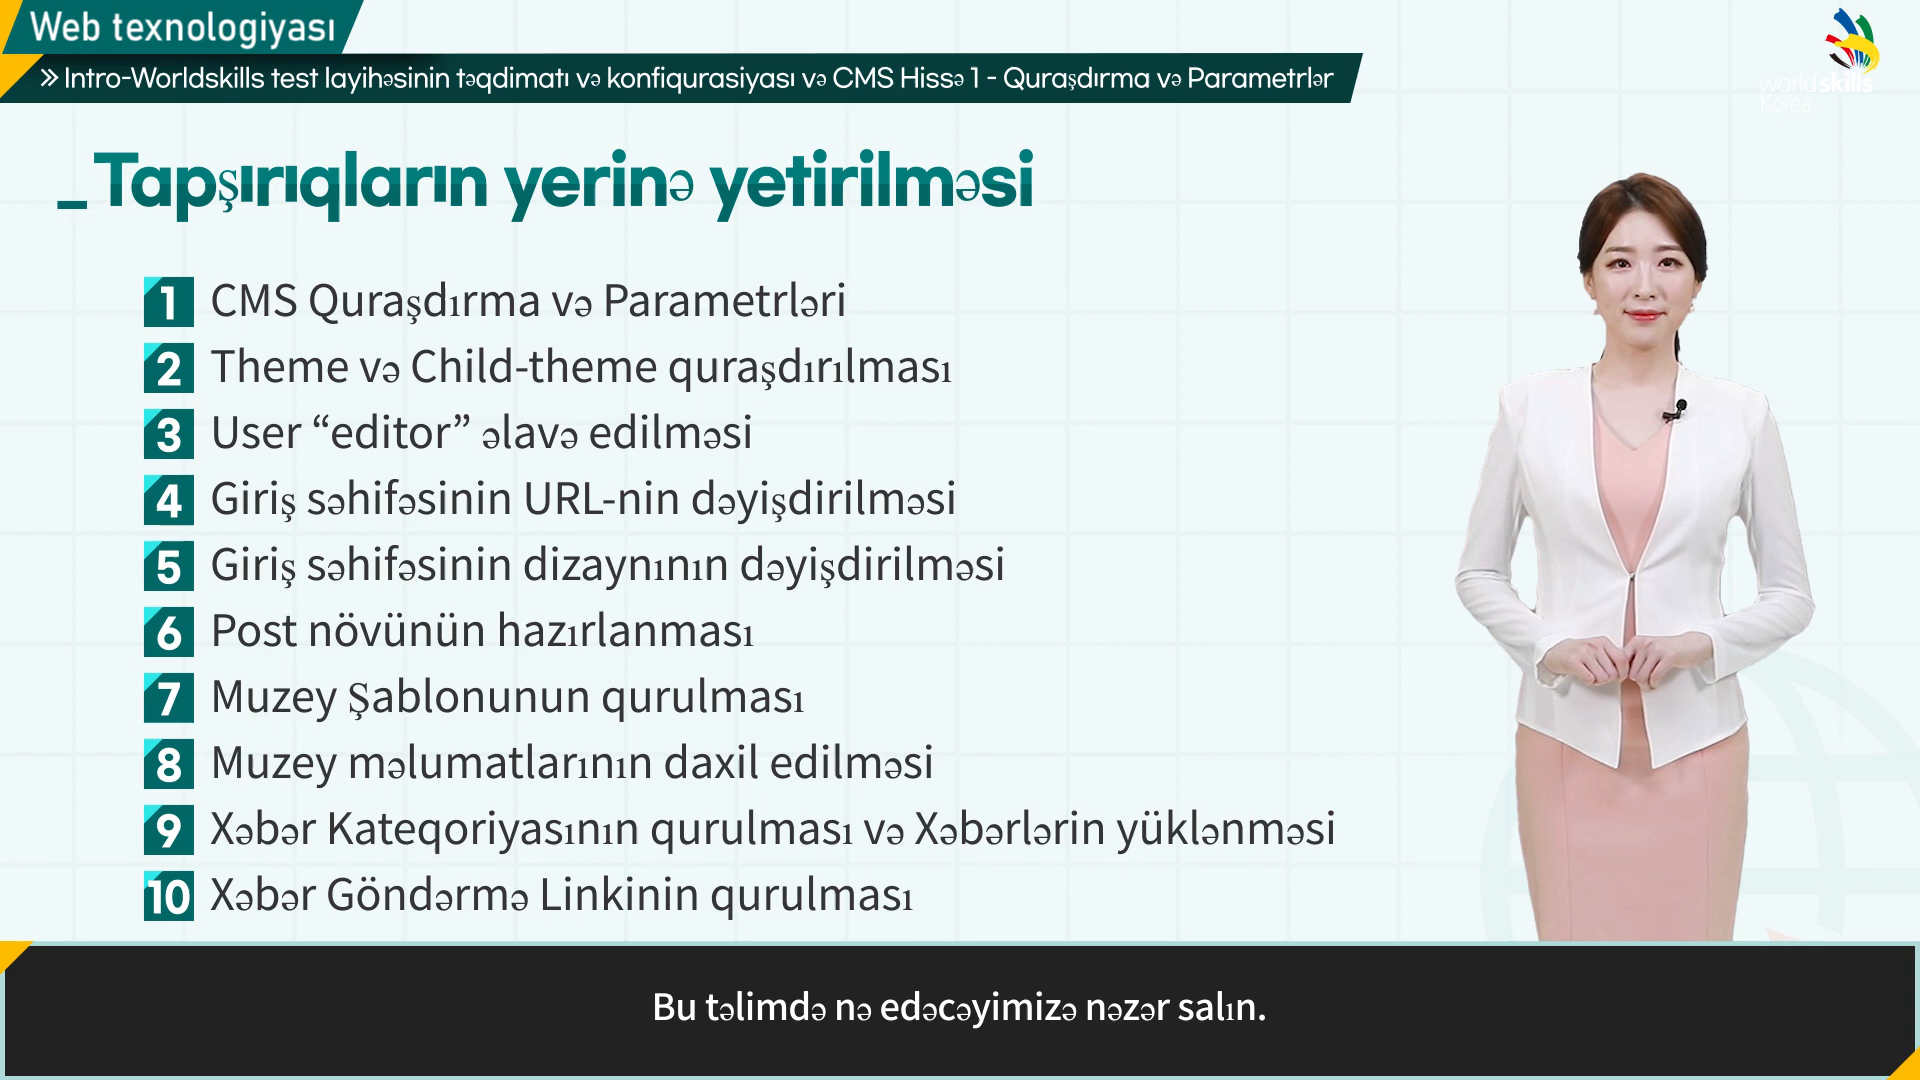 Web texnologiyası
» Intro-Worldskills test layihəsinin təqdimatı və konfiqurasiyası və CMS Hissə 1 - Quraşdırma və Parametrlər
worldskills
Korea
_Tapşırıqların yerinə yetirilməsi
1 CMS Quraşdırma və Parametrləri
2 Theme və Child-theme quraşdırılması
3 User “editor” əlavə edilməsi
4 Giriş səhifəsinin URL-nin dəyişdirilməsi
5 Giriş səhifəsinin dizaynının dəyişdirilməsi
6 Post növünün hazırlanması
7 Muzey Şablonunun qurulması
8 Muzey məlumatlarının daxil edilməsi
9 Xəbər Kateqoriyasının qurulması və Xəbərlərin yüklənməsi
10 Xəbər Göndərmə Linkinin qurulması
Bu təlimdə nə edəcəyimizə nəzər salın.